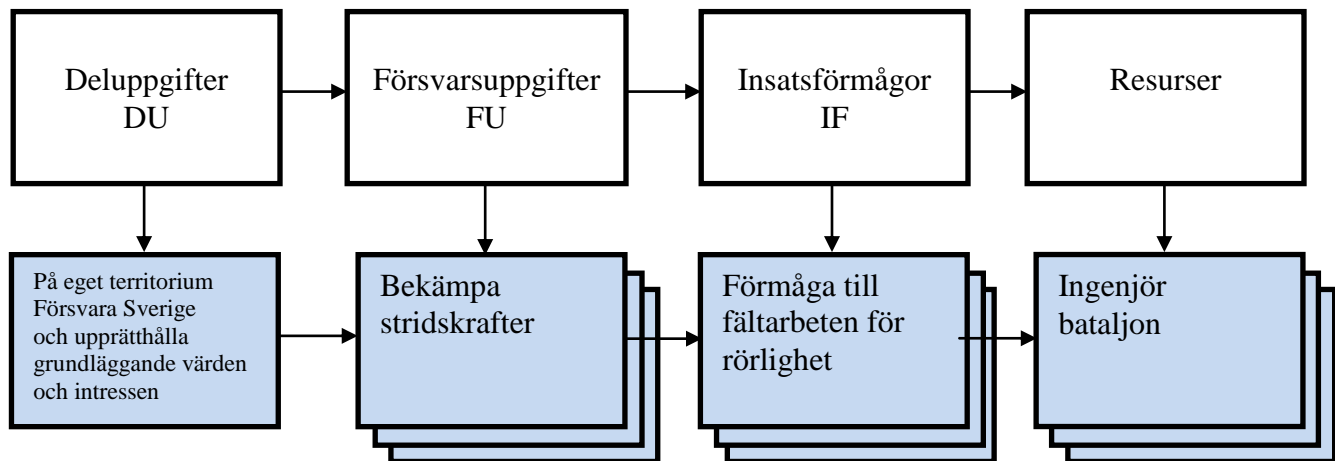 Deluppgifter
DU
Försvarsuppgifter
FU
Insatsförmågor
IF
Resurser
På eget territorium
Försvara Sverige
och upprätthålla
grundläggande värden
och intressen
Bekämpa
stridskrafter
Förmåga till
fältarbeten för
rörlighet
Ingenjör
bataljon